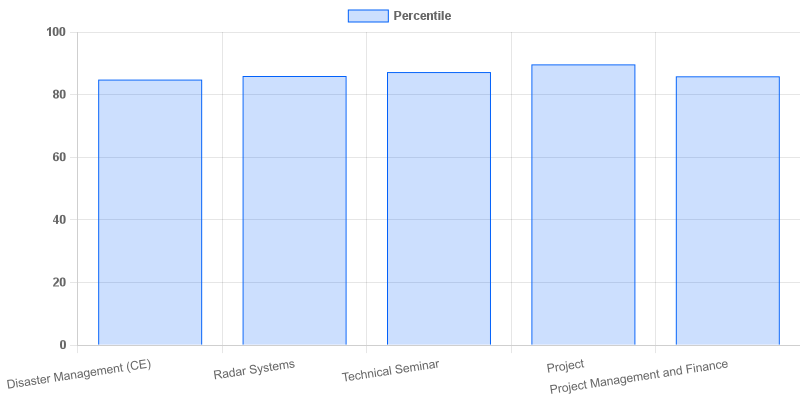 Percentile
100
80
60
40
20
0
Disaster Management (CE)
Radar Systems
Technical Seminar
Project
Project Management and Finance